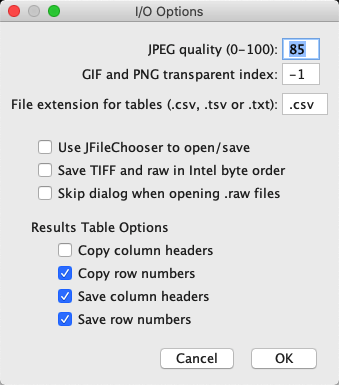 I/O Options
JPEG quality (0-100): 85
GIF and PNG transparent index: -1
File extension for tables (.csv, .tsv or .txt): .csv
Use JFileChooser to open/save
Save TIFF and raw in Intel byte order
Skip dialog when opening .raw files
Results Table Options
Copy column headers
Copy row numbers
Save column headers
Save row numbers
Cancel OK